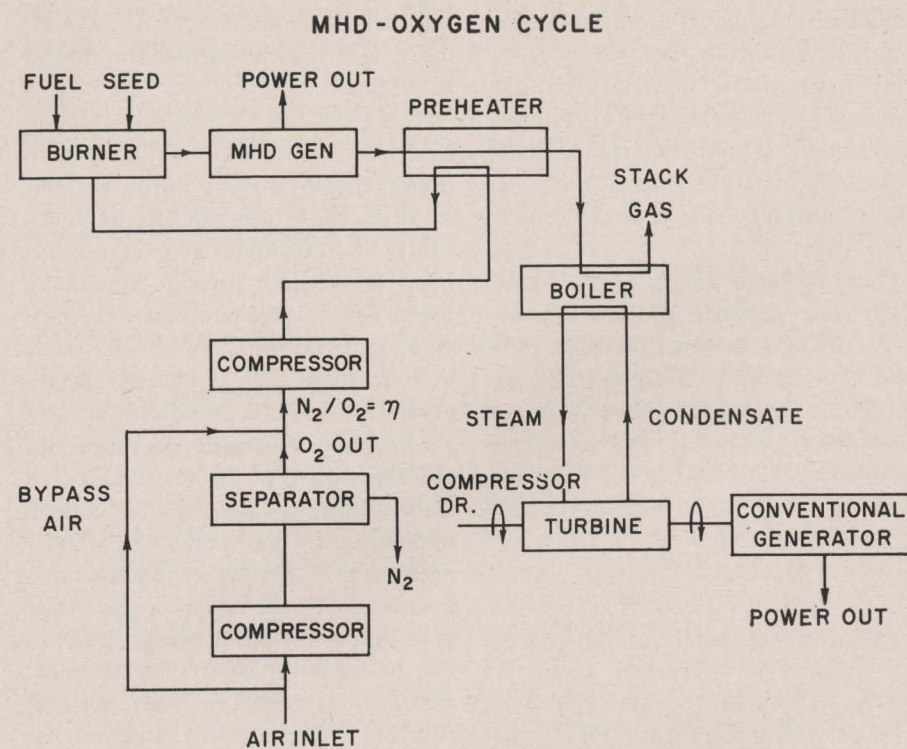 MHD-OXYGEN CYCLE
FUEL SEED
POWER OUT
PREHEATER
BURNER
MHD GEN
STACK
GAS
BOILER
COMPRESSOR
N₂/O₂ = η
STEAM
CONDENSATE
O₂ OUT
BYPASS
AIR
SEPARATOR
COMPRESSOR
DR.
TURBINE
CONVENTIONAL
GENERATOR
N₂
POWER OUT
COMPRESSOR
AIR INLET